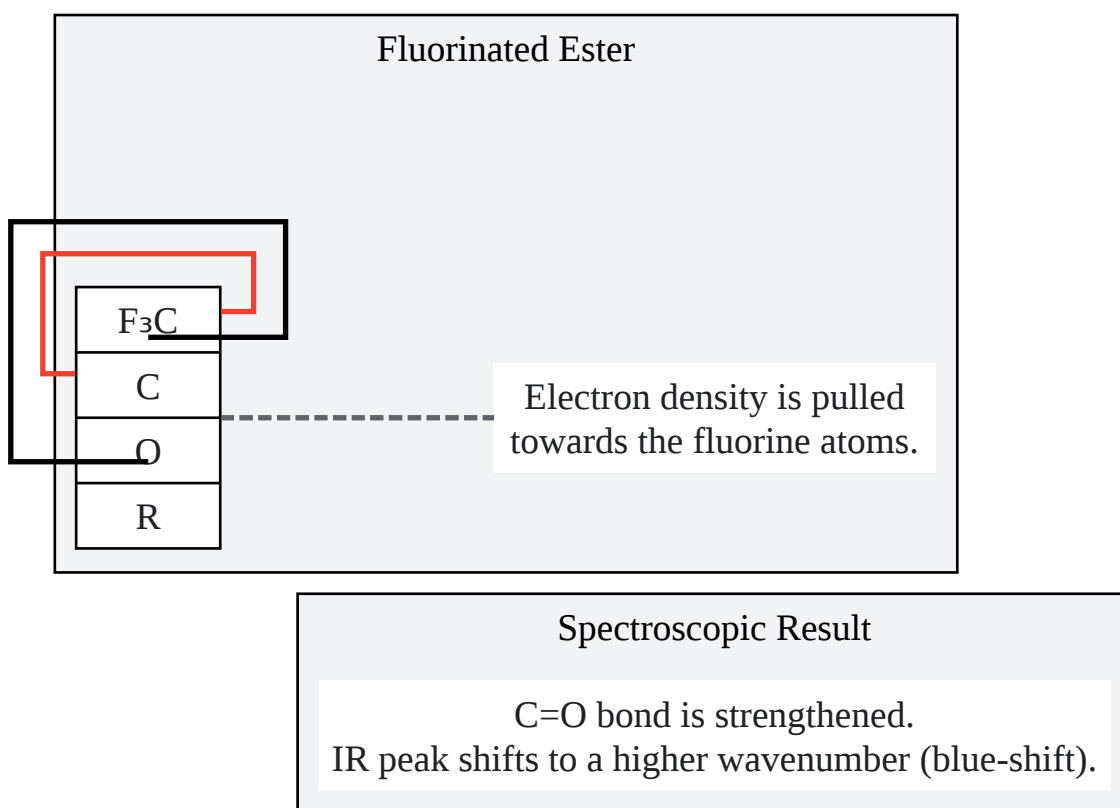 Fluorinated Ester
F₃C
C
O
R
Electron density is pulled
towards the fluorine atoms.
Spectroscopic Result
C=O bond is strengthened.
IR peak shifts to a higher wavenumber (blue-shift).